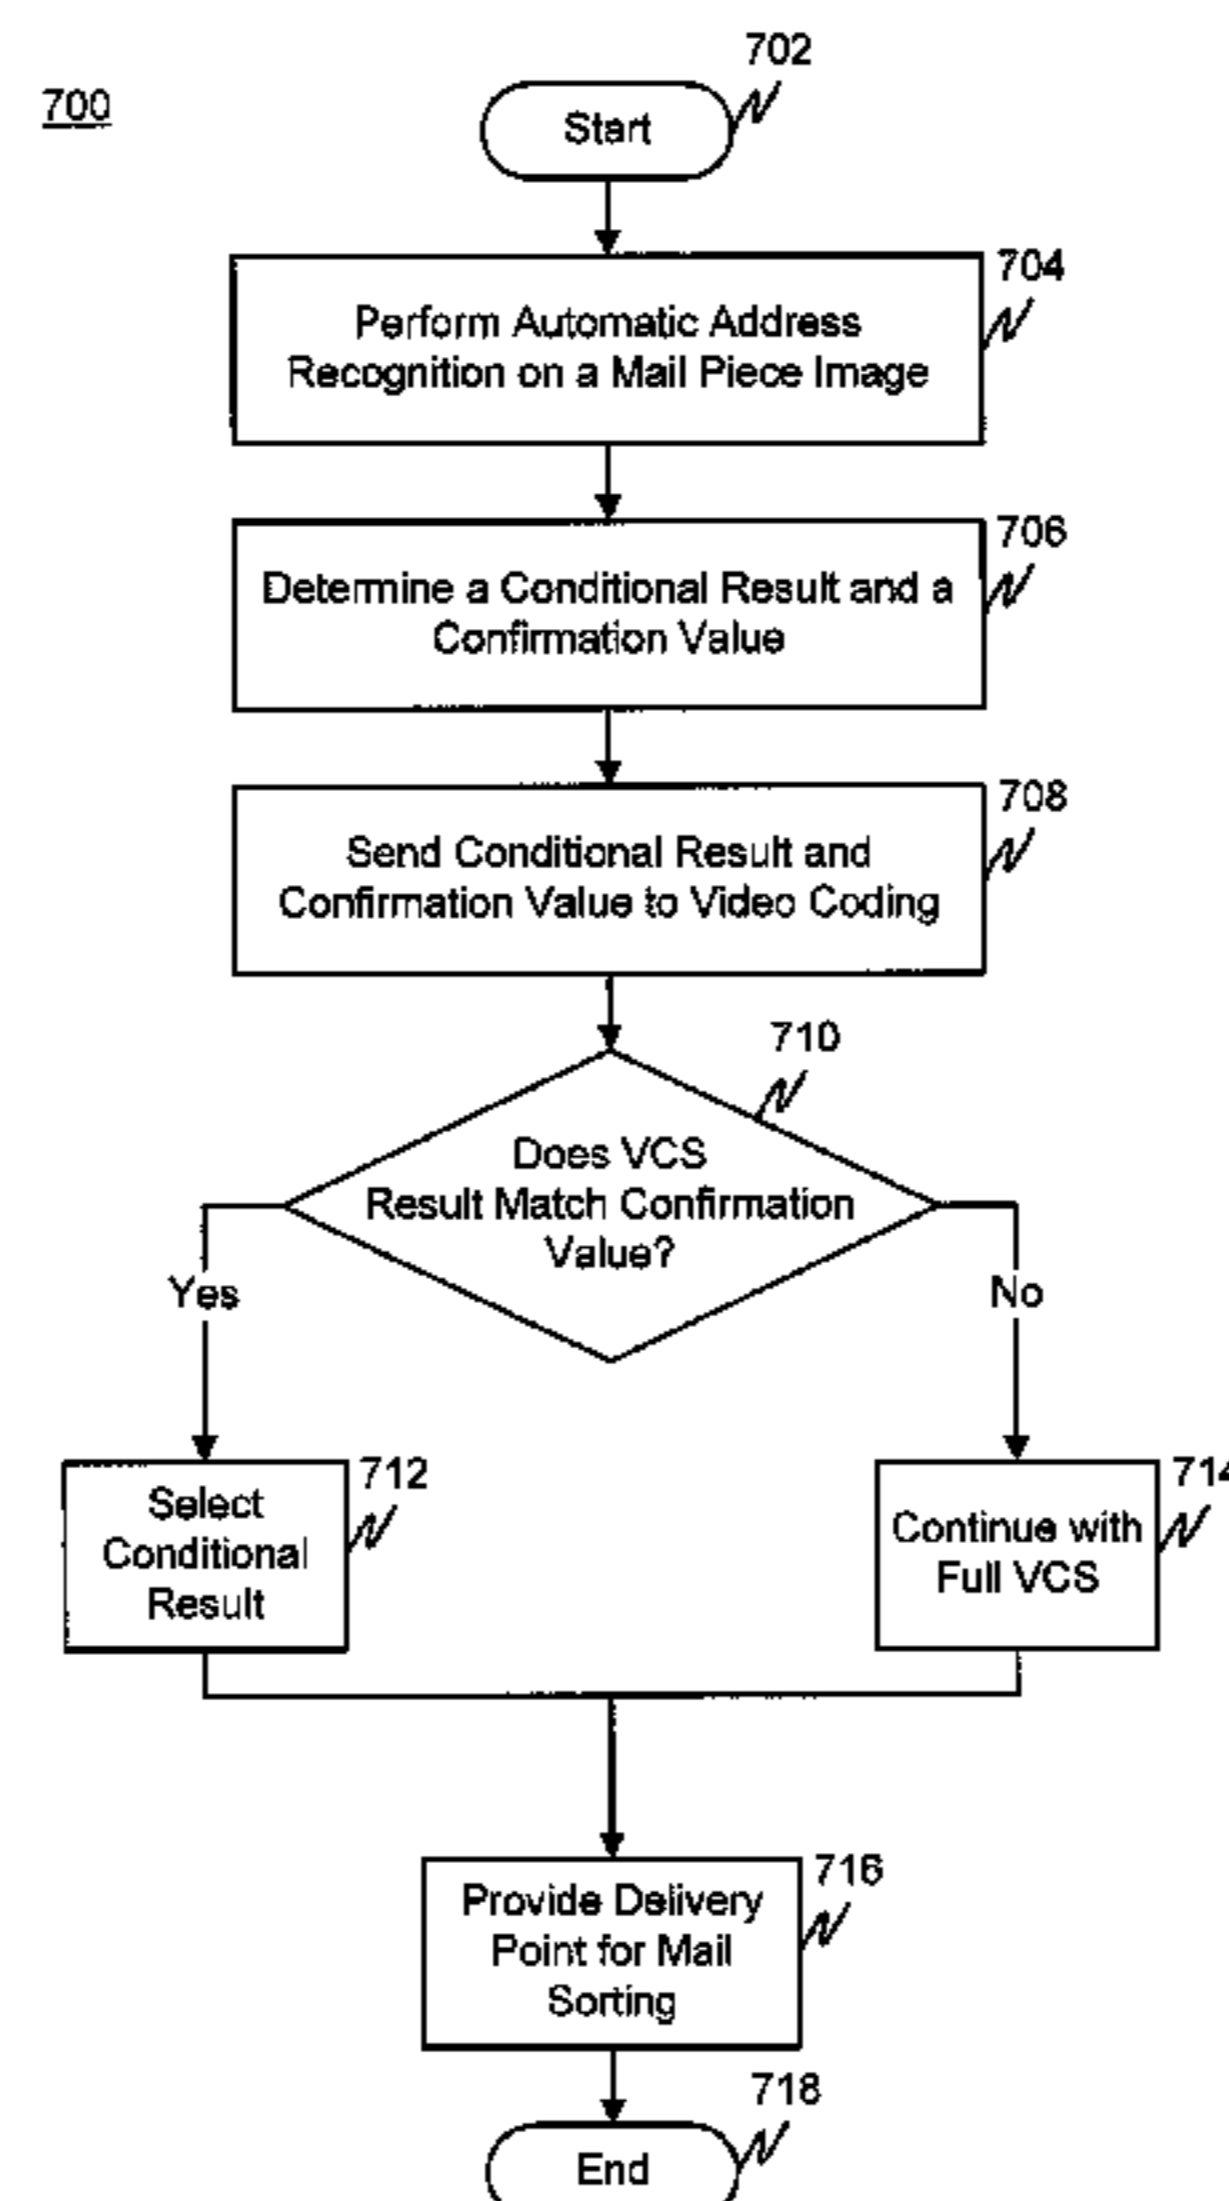 700
702
Start
704
Perform Automatic Address
Recognition on a Mail Piece Image
706
Determine a Conditional Result and a
Confirmation Value
708
Send Conditional Result and
Confirmation Value to Video Coding
710
Does VCS
Result Match Confirmation
Value?
Yes
No
712
Select
Conditional
Result
714
Continue with
Full VCS
716
Provide Delivery
Point for Mail
Sorting
718
End